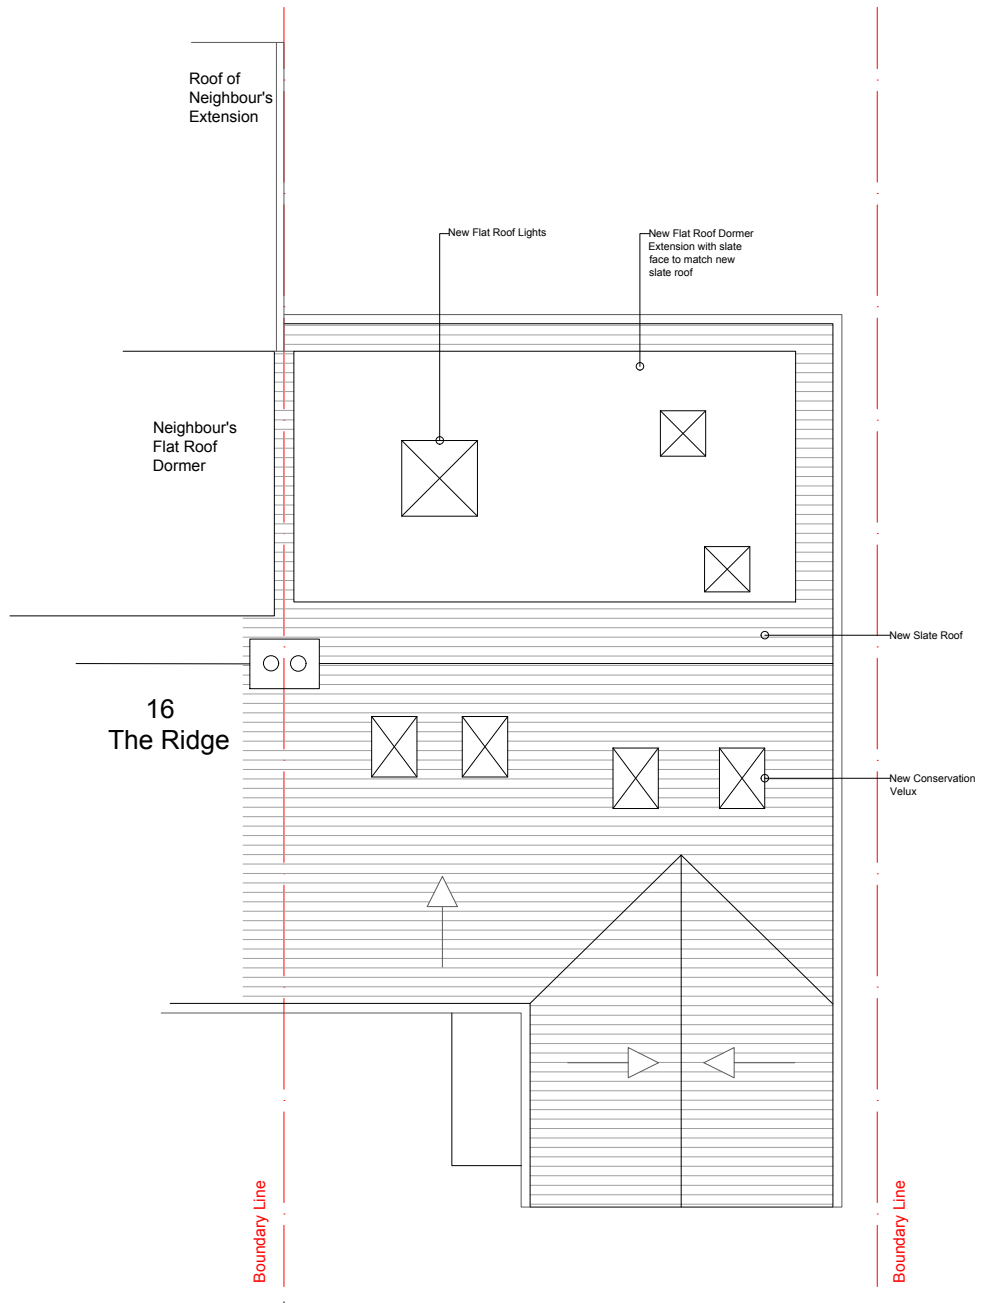 Roof of
Neighbour's
Extension
New Flat Roof Lights
New Flat Roof Dormer
Extension with slate
face to match new
slate roof
Neighbour's
Flat Roof
Dormer
New Slate Roof
16
The Ridge
New Conservation
Velux
Boundary Line
Boundary Line